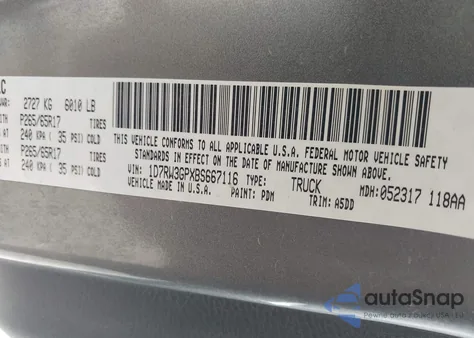 VWR: 2727 KG 6010 LB
P265/65R17 TIRES
240 KPA ( 35 PSI) COLD
P265/65R17 TIRES
240 KPA ( 35 PSI) COLD
THIS VEHICLE CONFORMS TO ALL APPLICABLE U.S.A. FEDERAL MOTOR VEHICLE SAFETY
STANDARDS IN EFFECT ON THE DATE OF MANUFACTURE SHOWN ABOVE.
VIN: 1D7RW3GPXBS667116 TYPE: TRUCK MDH: 052317 118AA
VEHICLE MADE IN U.S.A. PAINT: PDM TRIM: A5DD
autoSnap